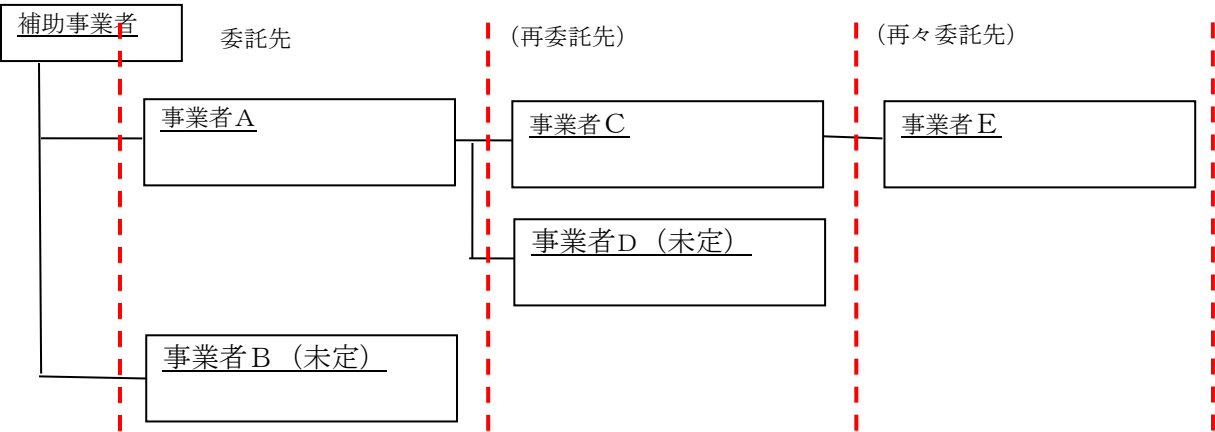 補助事業者
委託先
（再委託先）
（再々委託先）
事業者Ａ
事業者Ｃ
事業者Ｅ
事業者D（未定）
事業者Ｂ（未定）